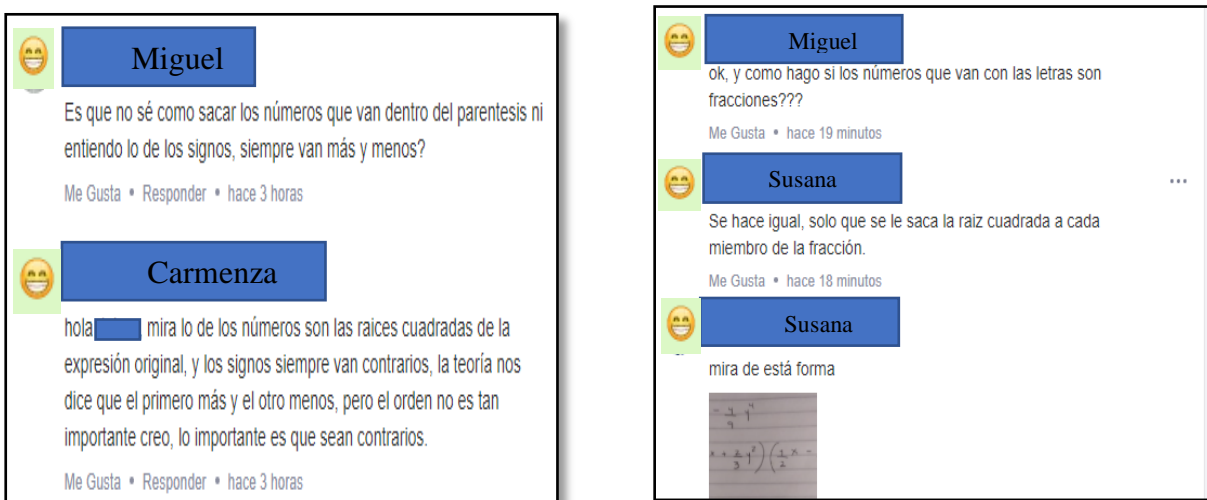 Miguel
Es que no sé como sacar los números que van dentro del parentesis ni
entiendo lo de los signos, siempre van más y menos?
Me Gusta • Responder • hace 3 horas
Carmenza
hola mira lo de los números son las raices cuadradas de la
expresión original, y los signos siempre van contrarios, la teoría nos
dice que el primero más y el otro menos, pero el orden no es tan
importante creo, lo importante es que sean contrarios.
Me Gusta • Responder • hace 3 horas
Miguel
ok, y como hago si los números que van con las letras son
fracciones???
Me Gusta • hace 19 minutos
Susana
Se hace igual, solo que se le saca la raiz cuadrada a cada
miembro de la fracción.
Me Gusta • hace 18 minutos
Susana
mira de está forma